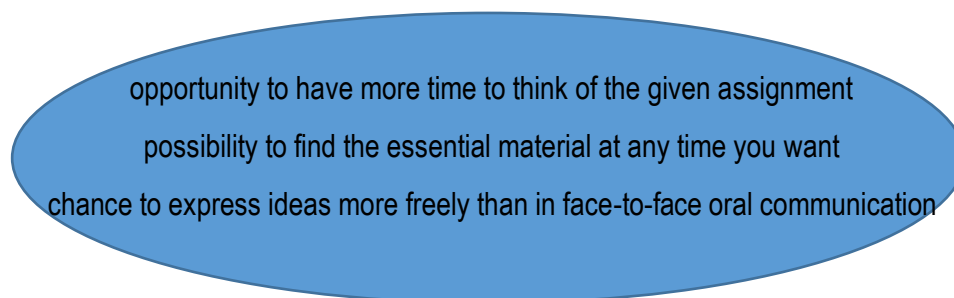 opportunity to have more time to think of the given assignment
possibility to find the essential material at any time you want
chance to express ideas more freely than in face-to-face oral communication